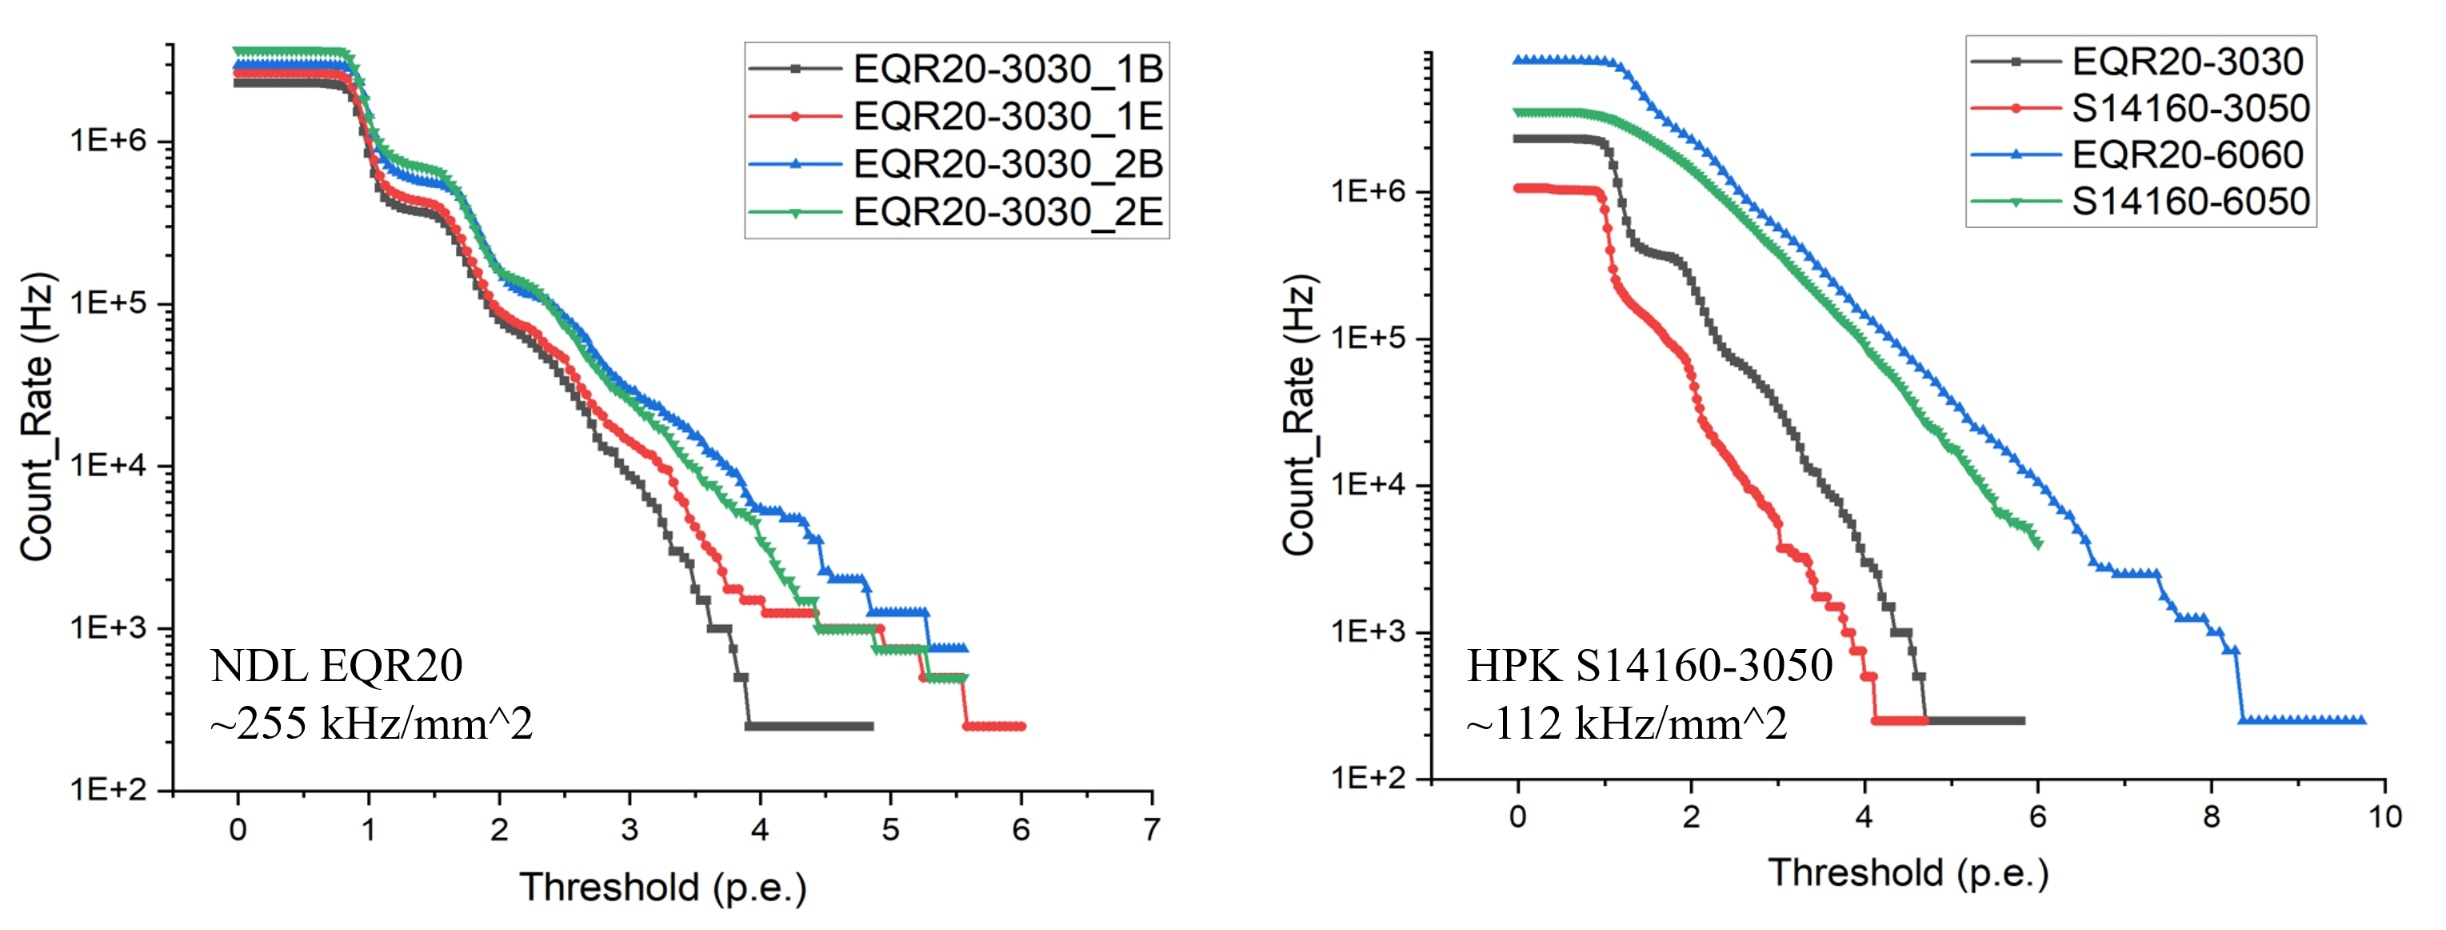 EQR20-3030_1B
EQR20-3030_1E
EQR20-3030_2B
EQR20-3030_2E
1E+6
1E+5
1E+4
1E+3
1E+2
Count_Rate (Hz)
NDL EQR20
~255 kHz/mm^2
0 1 2 3 4 5 6 7
Threshold (p.e.)
EQR20-3030
S14160-3050
EQR20-6060
S14160-6050
1E+6
1E+5
1E+4
1E+3
1E+2
Count_Rate (Hz)
HPK S14160-3050
~112 kHz/mm^2
0 2 4 6 8 10
Threshold (p.e.)